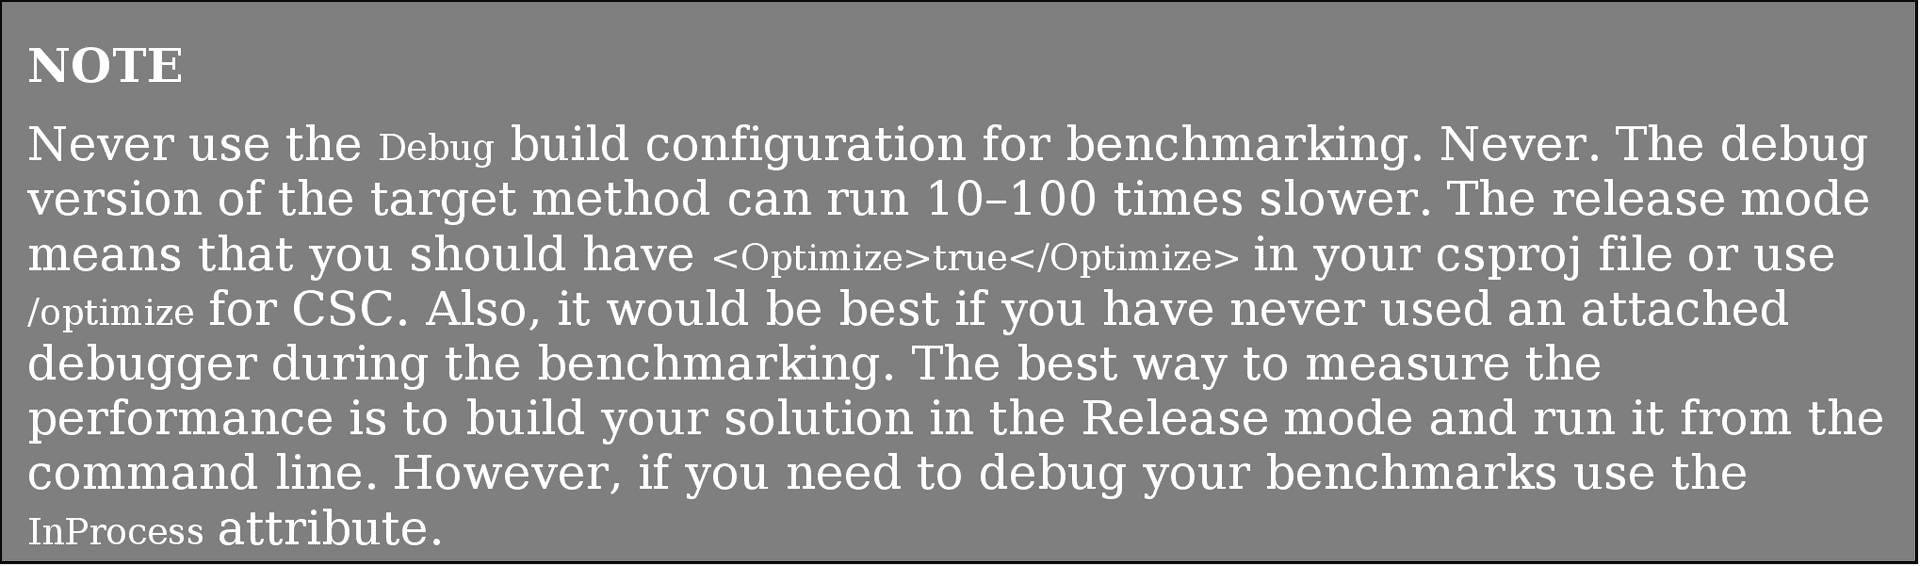 NOTE
Never use the Debug build configuration for benchmarking. Never. The debug
version of the target method can run 10–100 times slower. The release mode
means that you should have <Optimize>true</Optimize> in your csproj file or use
/optimize for CSC. Also, it would be best if you have never used an attached
debugger during the benchmarking. The best way to measure the
performance is to build your solution in the Release mode and run it from the
command line. However, if you need to debug your benchmarks use the
InProcess attribute.